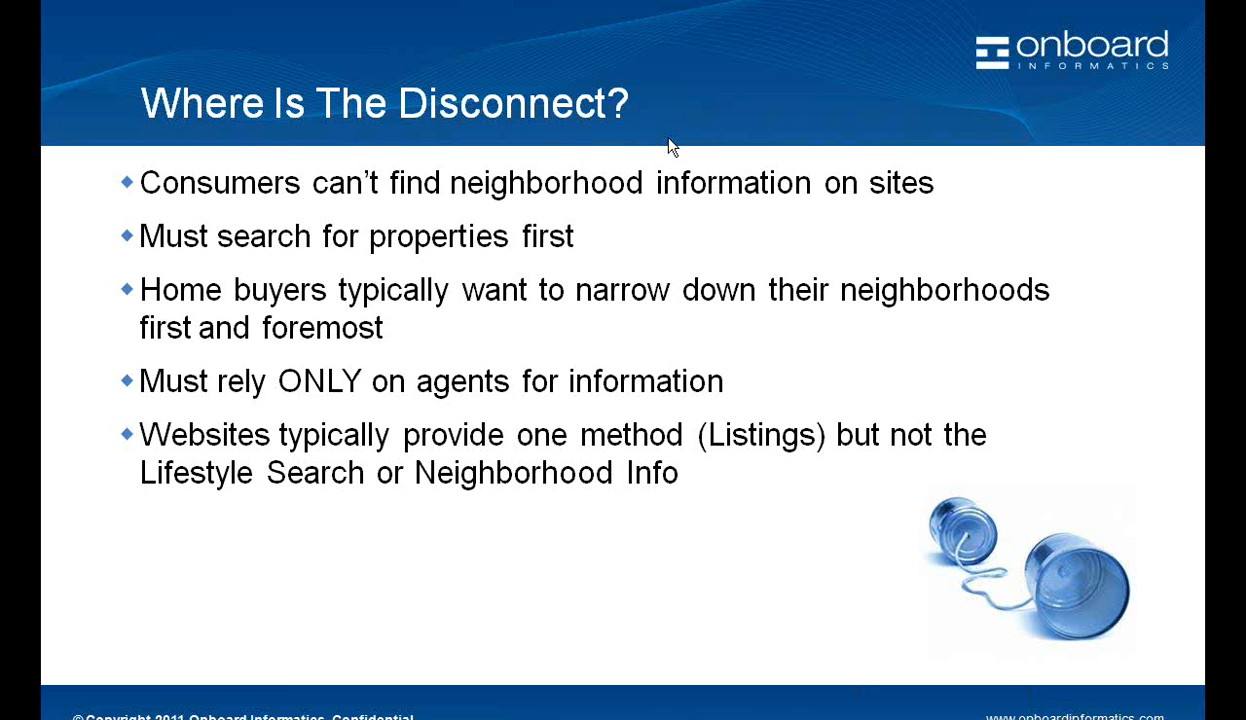 onboard
INFORMATICS
Where Is The Disconnect?
Consumers can't find neighborhood information on sites
Must search for properties first
Home buyers typically want to narrow down their neighborhoods
first and foremost
Must rely ONLY on agents for information
Websites typically provide one method (Listings) but not the
Lifestyle Search or Neighborhood Info
© Copyright 2011 Onboard Informatics. Confidential
www.onboardinformatics.com